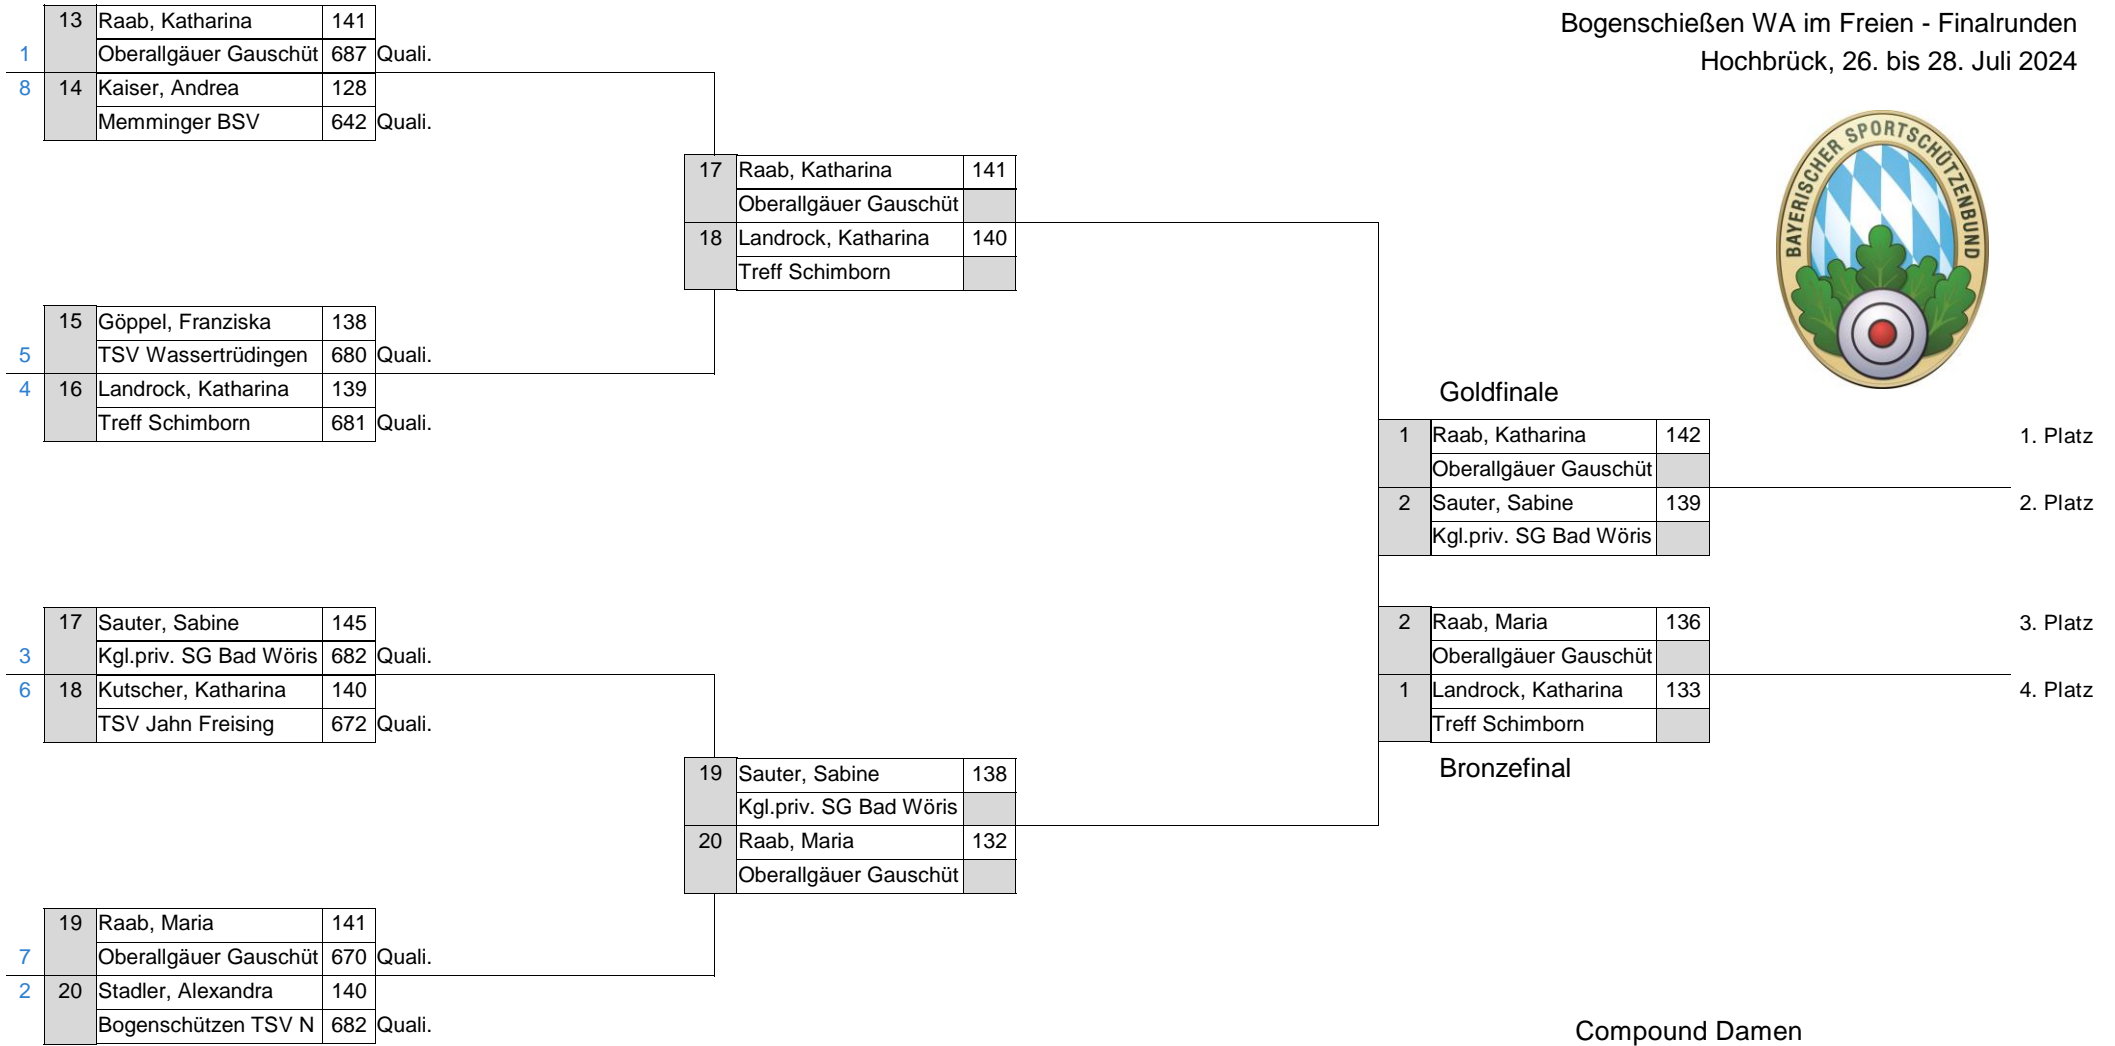 Bogenschießen WA im Freien - Finalrunden
Hochbrück, 26. bis 28. Juli 2024
BAYERISCHER SPORTSCHÜTZENBUND
13 Raab, Katharina 141
1 Oberallgäuer Gauschüt 687 Quali.
8 14 Kaiser, Andrea 128
Memminger BSV 642 Quali.
17 Raab, Katharina 141
Oberallgäuer Gauschüt
18 Landrock, Katharina 140
Treff Schimborn
15 Göppel, Franziska 138
5 TSV Wassertrüdingen 680 Quali.
4 16 Landrock, Katharina 139
Treff Schimborn 681 Quali.
Goldfinale
1 Raab, Katharina 142 1. Platz
Oberallgäuer Gauschüt
2 Sauter, Sabine 139 2. Platz
Kgl.priv. SG Bad Wöris
17 Sauter, Sabine 145
3 Kgl.priv. SG Bad Wöris 682 Quali.
6 18 Kutscher, Katharina 140
TSV Jahn Freising 672 Quali.
2 Raab, Maria 136 3. Platz
Oberallgäuer Gauschüt
1 Landrock, Katharina 133 4. Platz
Treff Schimborn
Bronzefinal
19 Sauter, Sabine 138
Kgl.priv. SG Bad Wöris
20 Raab, Maria 132
Oberallgäuer Gauschüt
19 Raab, Maria 141
7 Oberallgäuer Gauschüt 670 Quali.
2 20 Stadler, Alexandra 140
Bogenschützen TSV N 682 Quali.
Compound Damen